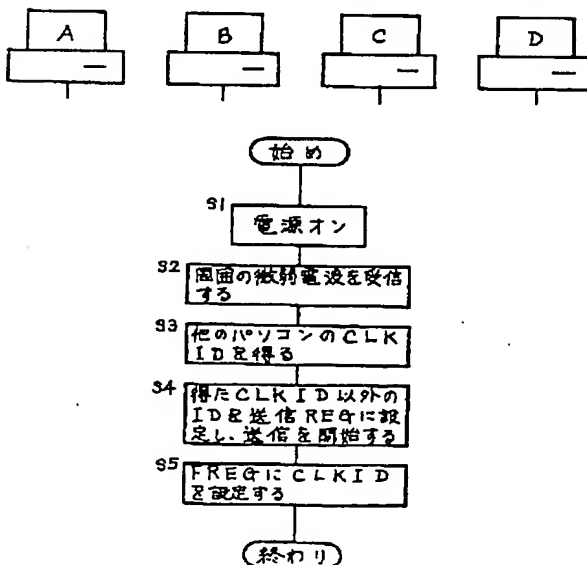 A
B
C
D
始め
S1
電源オン
S2
周囲の微弱電波を受信
する
S3
他のパソコンのCLK
IDを得る
S4
得たCLKID以外の
IDを送信REGに設
定し、送信を開始する
S5
FREGにCLKID
を設定する
終わり